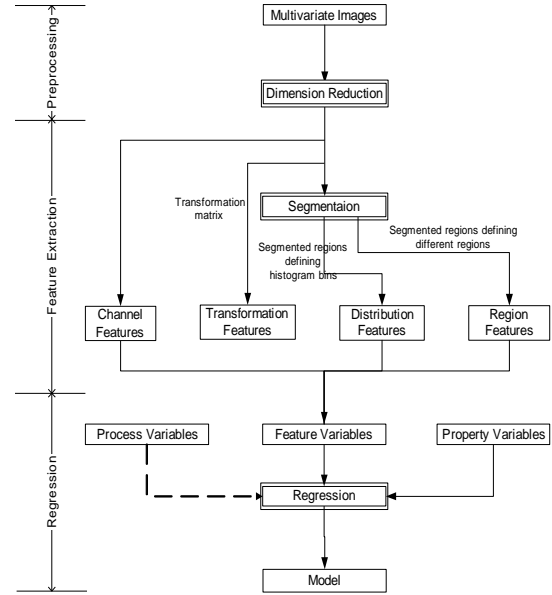 Multivariate Images
Preprocessing
Dimension Reduction
Transformation
matrix
Segmentaion
Segmented regions defining
different regions
Segmented regions
defining
histogram bins
Feature Extraction
Channel
Features
Transformation
Features
Distribution
Features
Region
Features
Process Variables
Feature Variables
Property Variables
Regression
Regression
Model